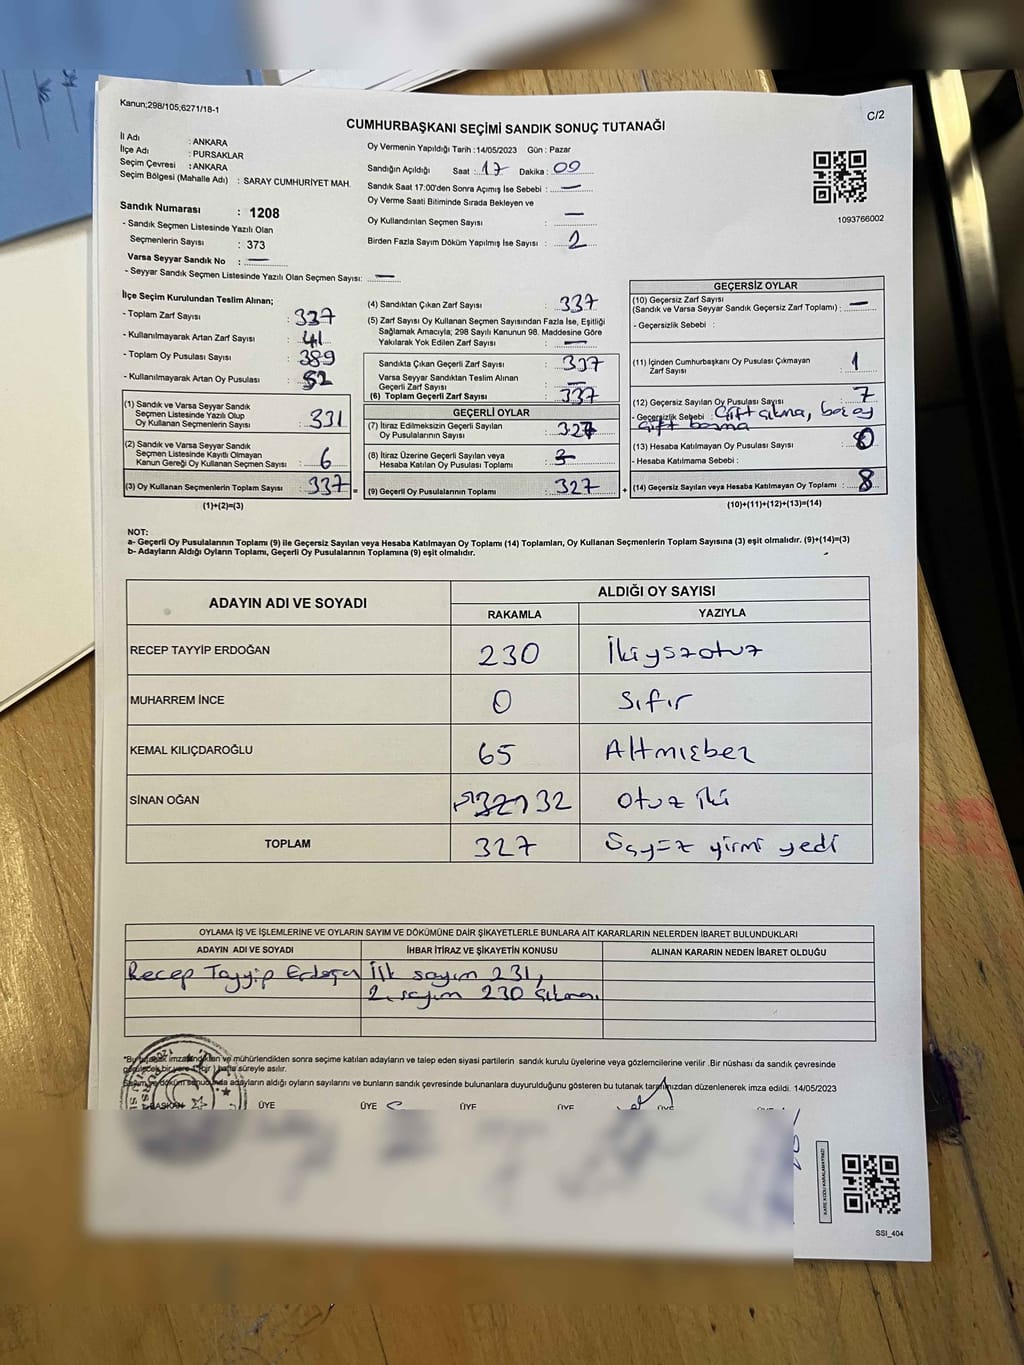 Kanun;298/105;6271/18-1
C/2
CUMHURBAŞKANI SEÇİMİ SANDIK SONUÇ TUTANAĞI
İl Adı : ANKARA
İlçe Adı : PURSAKLAR
Seçim Çevresi : ANKARA
Seçim Bölgesi (Mahalle Adı) : SARAY CUMHURİYET MAH.
Sandık Numarası : 1208
- Sandık Seçmen Listesinde Yazılı Olan
Seçmenlerin Sayısı : 373
Varsa Seyyar Sandık No : —
- Seyyar Sandık Seçmen Listesinde Yazılı Olan Seçmen Sayısı: —
Oy Vermenin Yapıldığı Tarih :14/05/2023 Gün : Pazar
Sandığın Açıldığı Saat : 17 Dakika : 09
Sandık Saat 17:00'den Sonra Açımış İse Sebebi : —
Oy Verme Saati Bitiminde Sırada Bekleyen ve
Oy Kullandırılan Seçmen Sayısı : —
Birden Fazla Sayım Döküm Yapılmış İse Sayısı : 2
1093766002
İlçe Seçim Kurulundan Teslim Alınan;
- Toplam Zarf Sayısı : 337
- Kullanılmayarak Artan Zarf Sayısı : 41
- Toplam Oy Pusulası Sayısı : 389
- Kullanılmayarak Artan Oy Pusulası : 52
(1) Sandık ve Varsa Seyyar Sandık
Seçmen Listesinde Yazılı Olup
Oy Kullanan Seçmenlerin Sayısı : 331
(2) Sandık ve Varsa Seyyar Sandık
Seçmen Listesinde Kayıtlı Olmayan
Kanun Gereği Oy Kullanan Seçmen Sayısı : 6
(3) Oy Kullanan Seçmenlerin Toplam Sayısı : 337
(1)+(2)=(3)
(4) Sandıktan Çıkan Zarf Sayısı : 337
(5) Zarf Sayısı Oy Kullanan Seçmen Sayısından Fazla İse, Eşitliği
Sağlamak Amacıyla; 298 Sayılı Kanunun 98. Maddesine Göre
Yakılarak Yok Edilen Zarf Sayısı : —
Sandıkta Çıkan Geçerli Zarf Sayısı : 337
Varsa Seyyar Sandıktan Teslim Alınan
Geçerli Zarf Sayısı : —
(6) Toplam Geçerli Zarf Sayısı : 337
GEÇERLİ OYLAR
(7) İtiraz Edilmeksizin Geçerli Sayılan
Oy Pusulasının Sayısı : 327
(8) İtiraz Üzerine Geçerli Sayılan veya
Hesaba Katılan Oy Pusulası Toplamı :
(9) Geçerli Oy Pusulalarının Toplamı : 327
GEÇERSİZ OYLAR
(10) Geçersiz Zarf Sayısı
(Sandık ve Varsa Seyyar Sandık Geçersiz Zarf Toplamı) : —
- Geçersizlik Sebebi :
(11) İçinden Cumhurbaşkanı Oy Pusulası Çıkmayan
Zarf Sayısı : 1
(12) Geçersiz Sayılan Oy Pusulası Sayısı : 7
- Geçersizlik Sebebi : Çift çıkma,
çift basma
(13) Hesaba Katılmayan Oy Pusulası Sayısı : 0
- Hesaba Katılmama Sebebi :
(14) Geçersiz Sayılan veya Hesaba Katılmayan Oy Toplamı : 8
(10)+(11)+(12)+(13)=(14)
NOT:
a- Geçerli Oy Pusulalarının Toplamı (9) ile Geçersiz Sayılan veya Hesaba Katılmayan Oy Toplamı (14) Toplamları, Oy Kullanan Seçmenlerin Toplam Sayısına (3) eşit olmalıdır. (9)+(14)=(3)
b- Adayların Aldığı Oyların Toplamı, Geçerli Oy Pusulalarının Toplamına (9) eşit olmalıdır.
ADAYIN ADI VE SOYADI ALDIĞI OY SAYISI
RAKAMLA YAZIYLA
RECEP TAYYİP ERDOĞAN 230 İkiyüzotuz
MUHARREM İNCE 0 Sıfır
KEMAL KILIÇDAROĞLU 65 Altmışbeş
SİNAN OĞAN 32 Otuz iki
TOPLAM 327 Üçyüz yirmi yedi
OYLAMA İŞ VE İŞLEMLERİNE VE OYLARIN SAYIM VE DÖKÜMÜNE DAİR ŞİKAYETLERLE BUNLARA AİT KARARLARIN NELERDEN İBARET BULUNDUKLARI
ADAYIN ADI VE SOYADI İHBAR İTİRAZ VE ŞİKAYETİN KONUSU ALINAN KARARIN NEDEN İBARET OLDUĞU
Recep Tayyip Erdoğan İlk sayım 231,
2. sayım 230 çıkması
*Bu tutanak imzalandıktan ve mühürlendikten sonra seçime katılan adayların ve talep eden siyasi partilerin sandık kurulu üyelerine veya gözlemcilerine verilir .Bir nüshası da sandık çevresinde
görülecek bir yere 1 (bir) hafta süreyle asılır.
Sayım ve döküm sonucunda adayların aldığı oyların sayılarını ve bunların sandık çevresinde bulunanlara duyurulduğunu gösteren bu tutanak tarafımızdan düzenlenerek imza edildi. 14/05/2023
BAŞKAN ÜYE ÜYE ÜYE ÜYE ÜYE
SSI_404